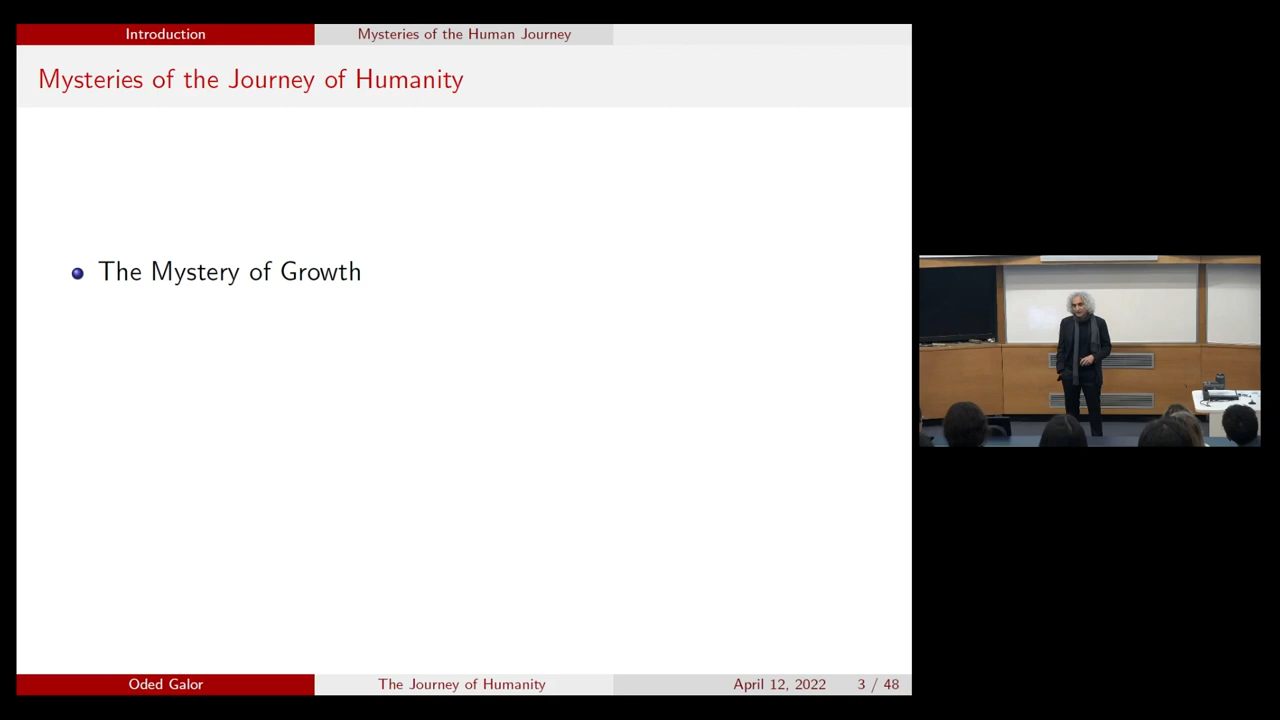 Introduction
Mysteries of the Human Journey
Mysteries of the Journey of Humanity
The Mystery of Growth
Oded Galor
The Journey of Humanity
April 12, 2022
3 / 48